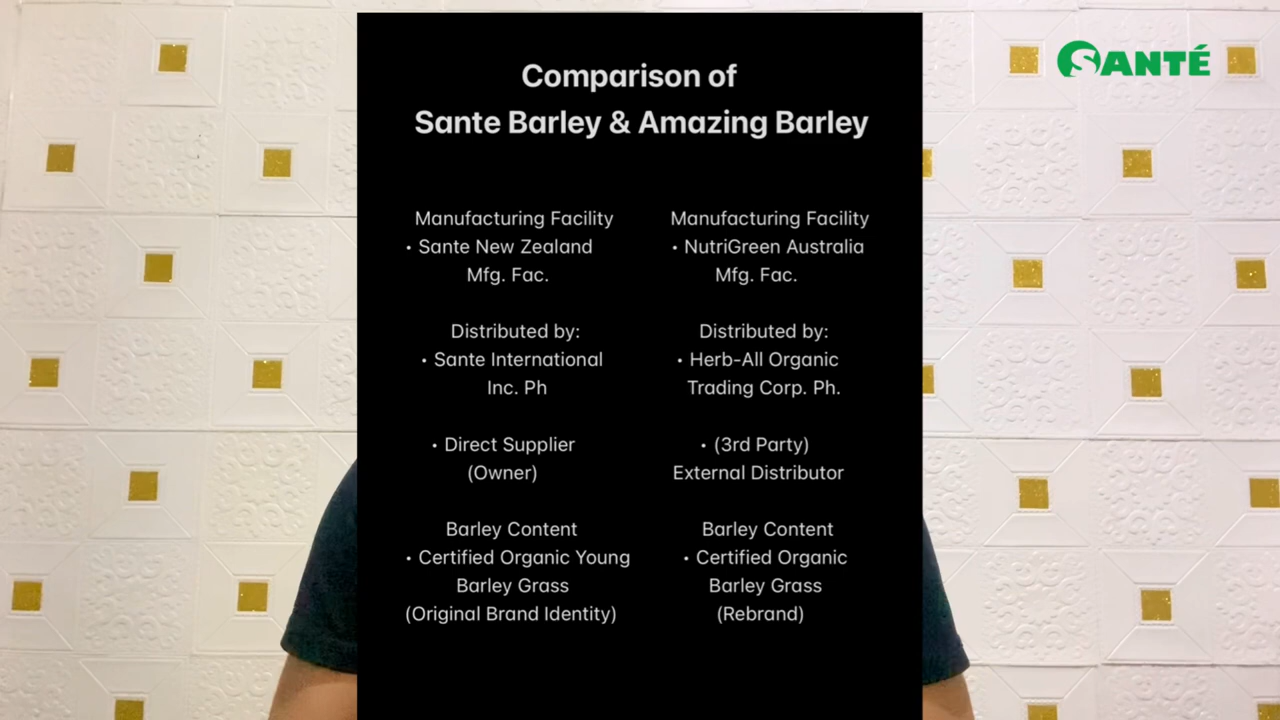 SANTÉ
Comparison of
Sante Barley & Amazing Barley
Manufacturing Facility
• Sante New Zealand
Mfg. Fac.
Distributed by:
• Sante International
Inc. Ph
• Direct Supplier
(Owner)
Barley Content
• Certified Organic Young
Barley Grass
(Original Brand Identity)
Manufacturing Facility
• NutriGreen Australia
Mfg. Fac.
Distributed by:
• Herb-All Organic
Trading Corp. Ph.
• (3rd Party)
External Distributor
Barley Content
• Certified Organic
Barley Grass
(Rebrand)